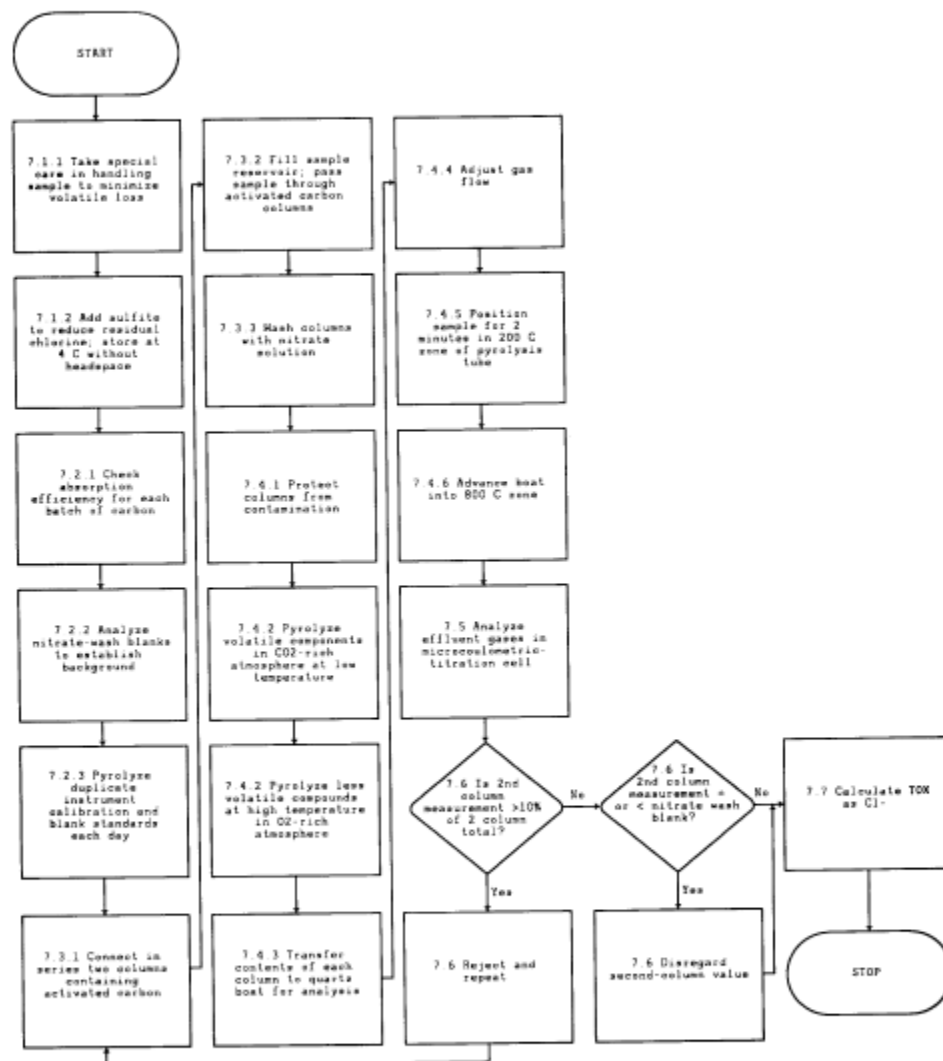 START
7.1.1 Take special
care in handling
sample to minimize
volatile loss
7.1.2 Add sulfite
to reduce residual
chlorine; store at
4 C without
headspace
7.2.1 Check
absorption
efficiency for each
batch of carbon
7.2.2 Analyze
nitrate-wash blanks
to establish
background
7.2.3 Pyrolyze
duplicate
instrument
calibration and
blank standards
each day
7.3.1 Connect in
series two columns
containing
activated carbon
7.3.2 Fill sample
reservoir; pass
sample through
activated carbon
columns
7.3.3 Wash columns
with nitrate
solution
7.4.1 Protect
columns from
contamination
7.4.2 Pyrolyze
volatile components
in CO2-rich
atmosphere at low
temperature
7.4.2 Pyrolyze less
volatile compounds
at high temperature
in O2-rich
atmosphere
7.4.3 Transfer
contents of each
column to quartz
boat for analysis
7.4.4 Adjust gas
flow
7.4.5 Position
sample for 2
minutes in 200 C
zone of pyrolysis
tube
7.4.6 Advance boat
into 800 C zone
7.5 Analyze
effluent gases in
microcoulometric-
titration cell
7.6 Is 2nd
column
measurement >10%
of 2 column
total?
No
Yes
7.6 Reject and
repeat
7.6 Is
2nd column
measurement =
or < nitrate wash
blank?
No
Yes
7.6 Disregard
second-column
value
7.7 Calculate TOX
as Cl-
STOP